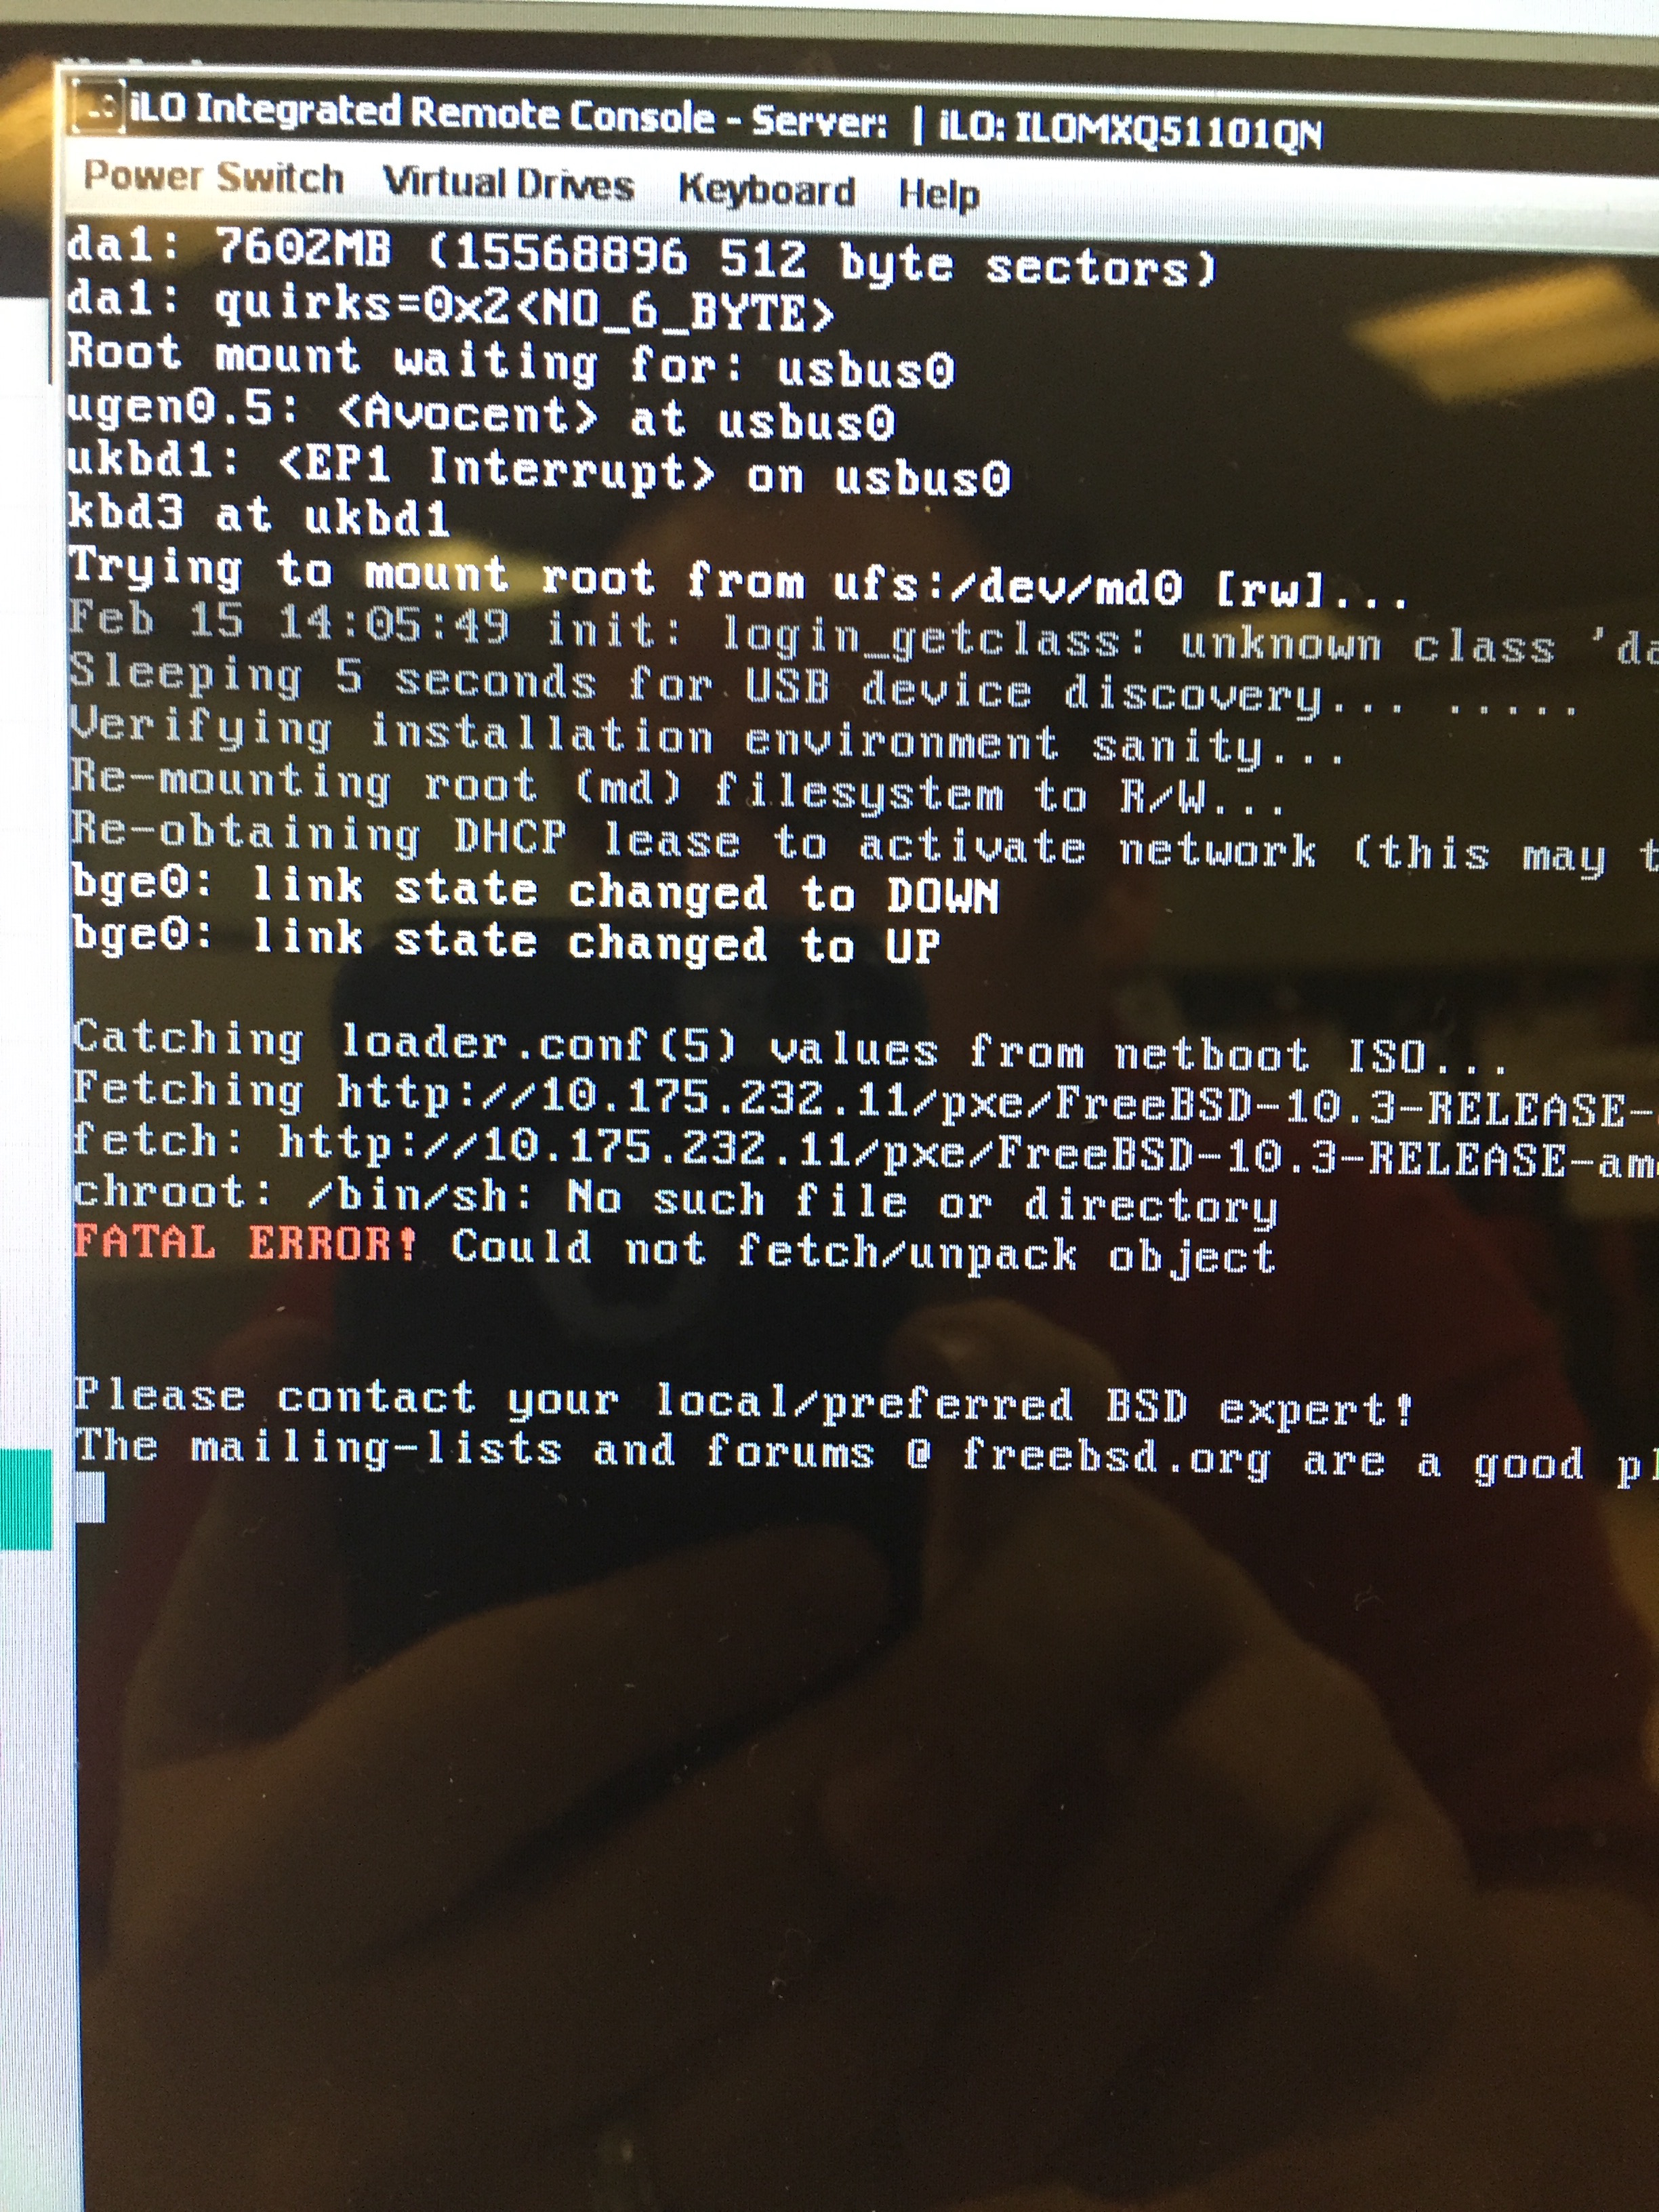 iLO Integrated Remote Console - Server: | iLO: ILOMXQ51101QN
Power Switch Virtual Drives Keyboard Help
da1: 7602MB (15568896 512 byte sectors)
da1: quirks=0x2<NO_6_BYTE>
Root mount waiting for: usbus0
ugen0.5: <Avocent> at usbus0
ukbd1: <EP1 Interrupt> on usbus0
kbd3 at ukbd1
Trying to mount root from ufs:/dev/md0 [rw]...
Feb 15 14:05:49 init: login_getclass: unknown class 'da
Sleeping 5 seconds for USB device discovery... .....
Verifying installation environment sanity...
Re-mounting root (md) filesystem to R/W...
Re-obtaining DHCP lease to activate network (this may t
bge0: link state changed to DOWN
bge0: link state changed to UP
Catching loader.conf(5) values from netboot ISO...
Fetching http://10.175.232.11/pxe/FreeBSD-10.3-RELEASE-
fetch: http://10.175.232.11/pxe/FreeBSD-10.3-RELEASE-am
chroot: /bin/sh: No such file or directory
FATAL ERROR! Could not fetch/unpack object
Please contact your local/preferred BSD expert!
The mailing-lists and forums @ freebsd.org are a good pl